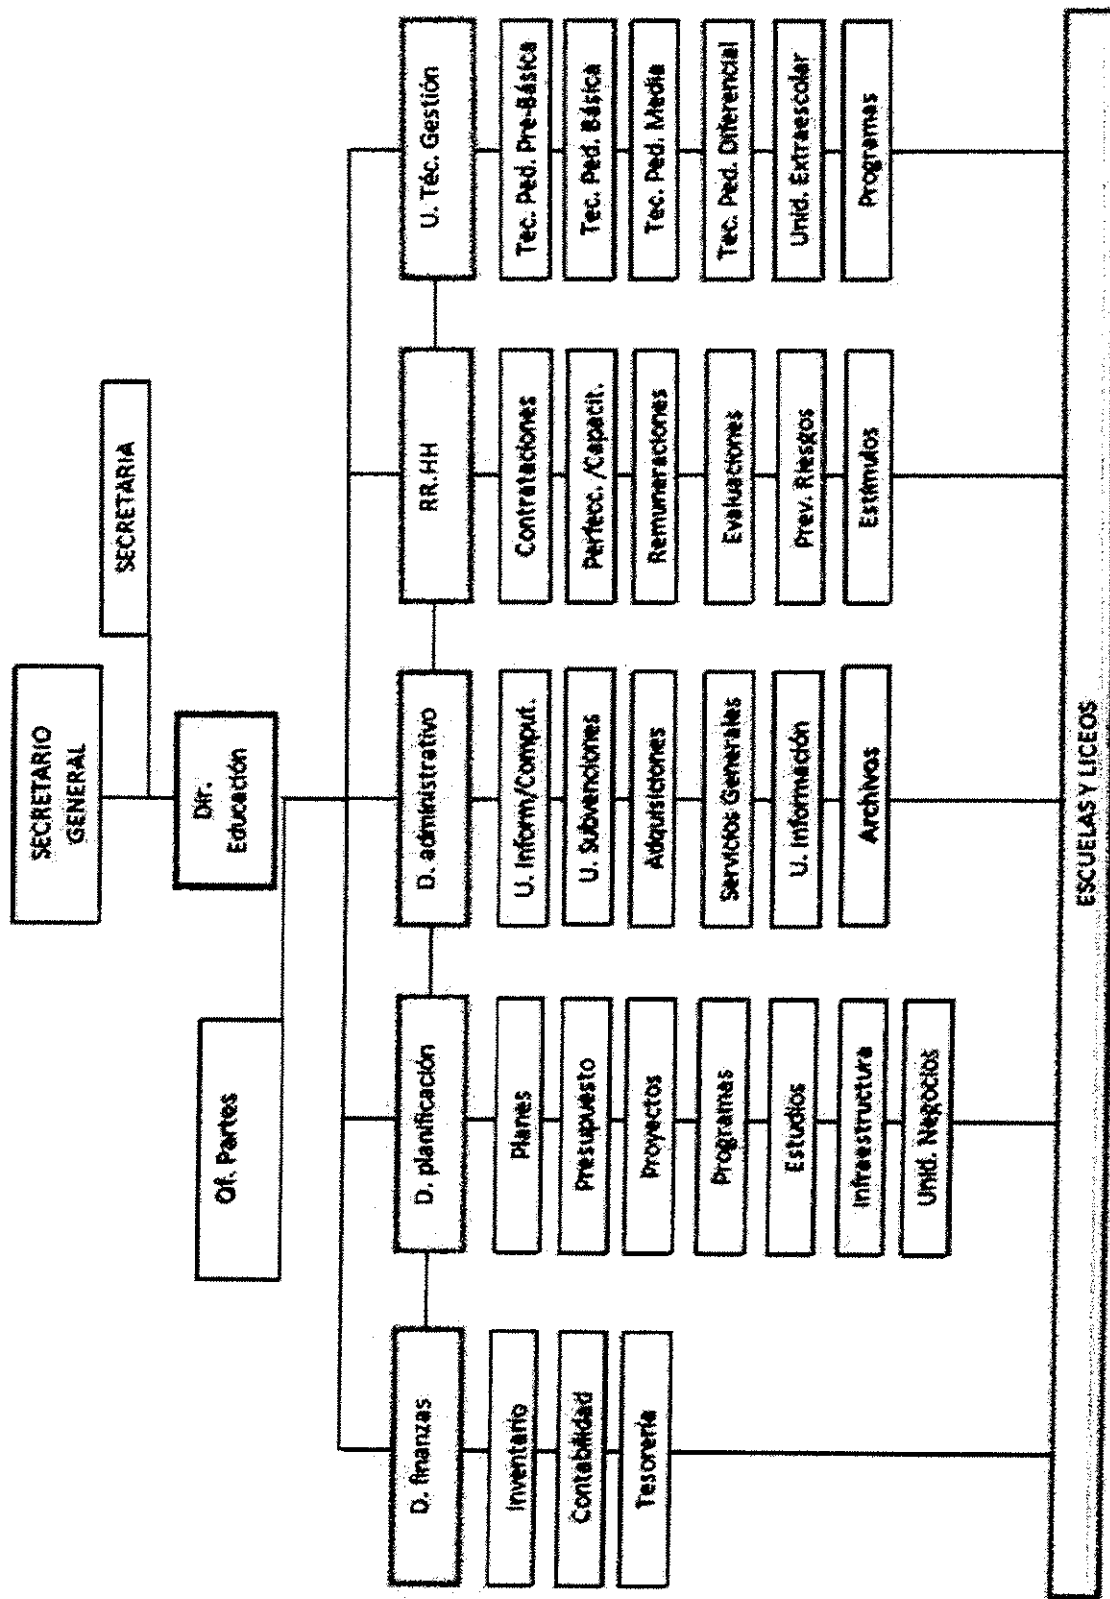 SECRETARIO
GENERAL
SECRETARIA
Dir.
Educación
Of. Partes
D. finanzas
Inventario
Contabilidad
Tesorería
D. planificación
Planes
Presupuesto
Proyectos
Programas
Estudios
Infraestructura
Unid. Negocios
D. administrativo
U. Inform/Comput.
U. Subvenciones
Adquisiciones
Servicios Generales
U. Información
Archivos
RR.HH
Contrataciones
Perfecc. /Capacit.
Remuneraciones
Evaluaciones
Prev. Riesgos
Estímulos
U. Téc. Gestión
Tec. Ped. Pre-Básica
Tec. Ped. Básica
Tec. Ped. Media
Tec. Ped. Diferencial
Unid. Extraescolar
Programas
ESCUELAS Y LICEOS